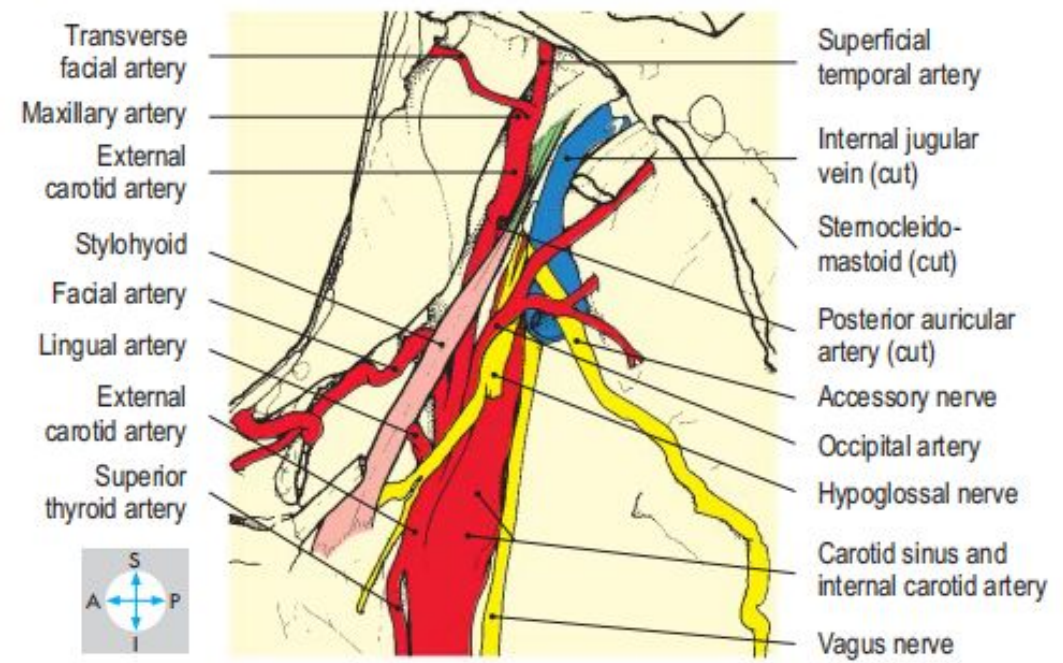 Transverse
facial artery
Maxillary artery
External
carotid artery
Stylohyoid
Facial artery
Lingual artery
External
carotid artery
Superior
thyroid artery
S
A
P
I
Superficial
temporal artery
Internal jugular
vein (cut)
Sternocleido-
mastoid (cut)
Posterior auricular
artery (cut)
Accessory nerve
Occipital artery
Hypoglossal nerve
Carotid sinus and
internal carotid artery
Vagus nerve